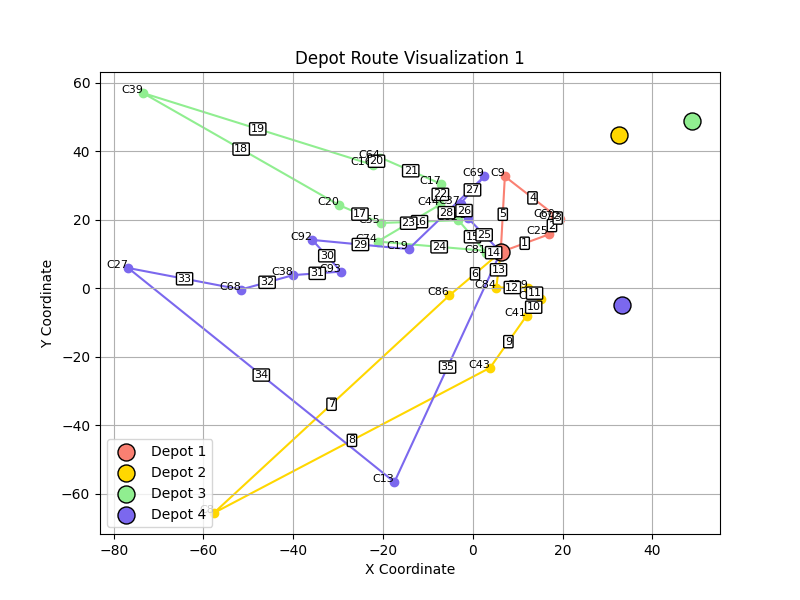 Depot Route Visualization 1
Y Coordinate
60
40
20
0
−20
−40
−60
−80
−60
−40
−20
0
20
40
X Coordinate
C39
19
18
C64
20
21
C17
22
C69
27
C9
4
5
C20
17
C55
23
C44
C37
28
26
C25
2
1
C92
29
C19
C74
24
15
25
C81
14
30
C93
31
C38
32
C68
33
C27
6
13
C84
12
11
10
C41
9
C43
C86
7
8
34
35
C13
Depot 1
Depot 2
Depot 3
Depot 4